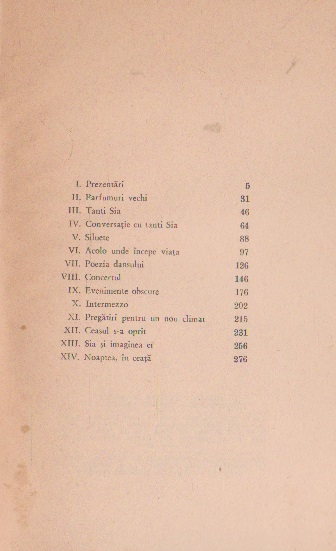 I. Prezentări 5
II. Parfumuri vechi 31
III. Tanti Sia 46
IV. Conversație cu tanti Sia 64
V. Siluete 88
VI. Acolo unde începe viața 97
VII. Poezia dansului 126
VIII. Concertul 146
IX. Evenimente obscure 176
X. Intermezzo 202
XI. Pregătiri pentru un nou climat 215
XII. Ceasul s-a oprit 231
XIII. Sia și imaginea ei 256
XIV. Noaptea, în ceață 276